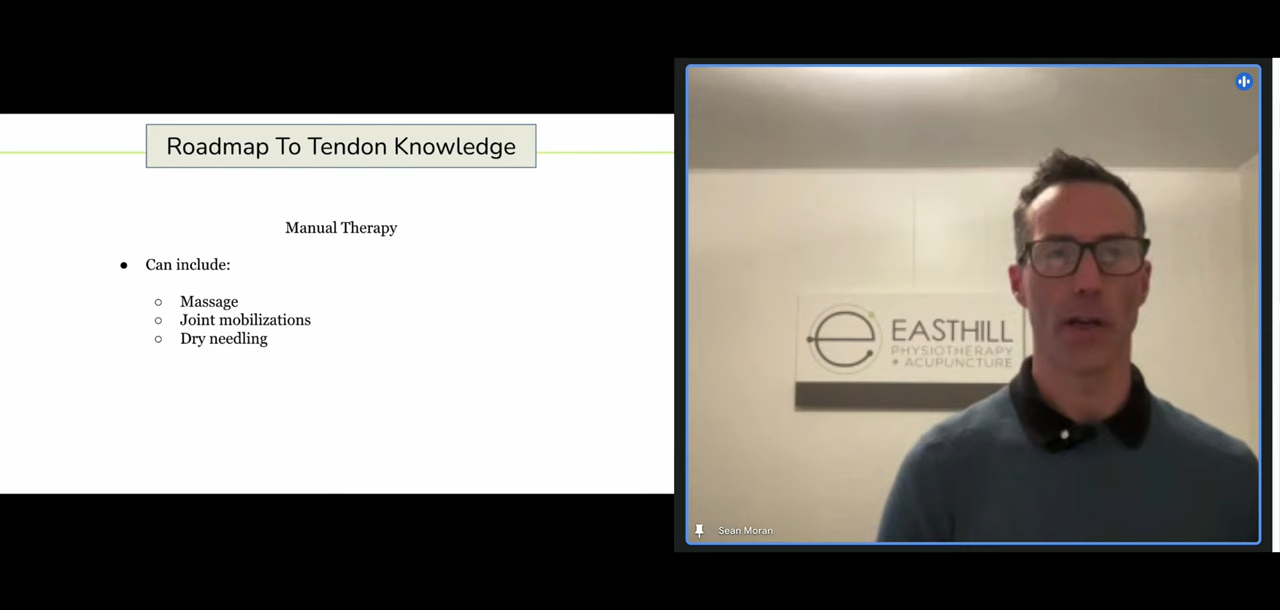 Roadmap To Tendon Knowledge
Manual Therapy
● Can include:
○ Massage
○ Joint mobilizations
○ Dry needling
e
EASTHILL
PHYSIOTHERAPY
+ ACUPUNCTURE
Sean Moran